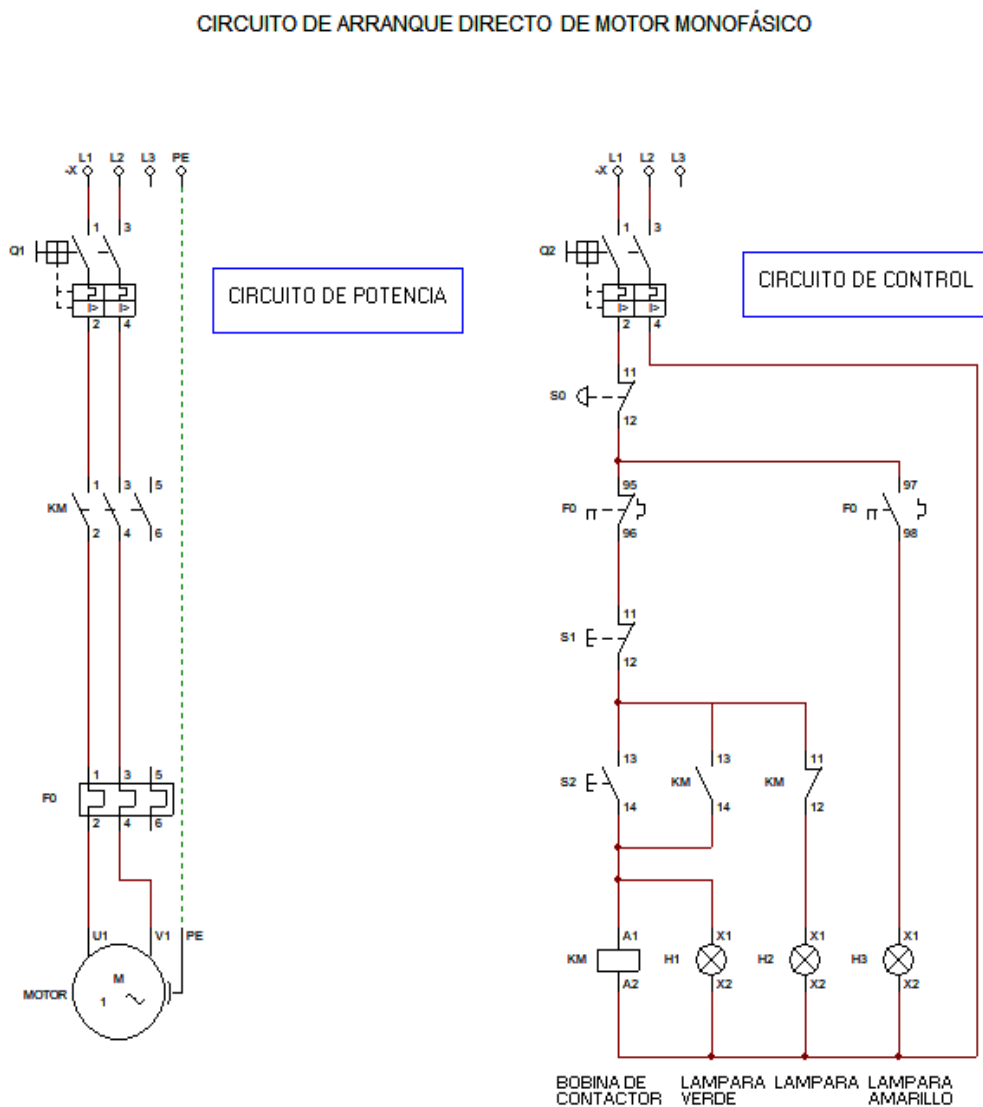 CIRCUITO DE ARRANQUE DIRECTO DE MOTOR MONOFÁSICO
L1 L2 L3 PE
-X
1 3
Q1
I> I>
2 4
CIRCUITO DE POTENCIA
1 3 5
KM
2 4 6
1 3 5
F0
2 4 6
U1 V1 PE
M
1
MOTOR
L1 L2 L3
-X
1 3
Q2
I> I>
2 4
CIRCUITO DE CONTROL
11
S0
12
95 97
F0 F0
96 98
11
S1
12
13 13 11
S2 KM KM
14 14 12
A1 X1 X1 X1
KM H1 H2 H3
A2 X2 X2 X2
BOBINA DE LAMPARA LAMPARA LAMPARA
CONTACTOR VERDE AMARILLO